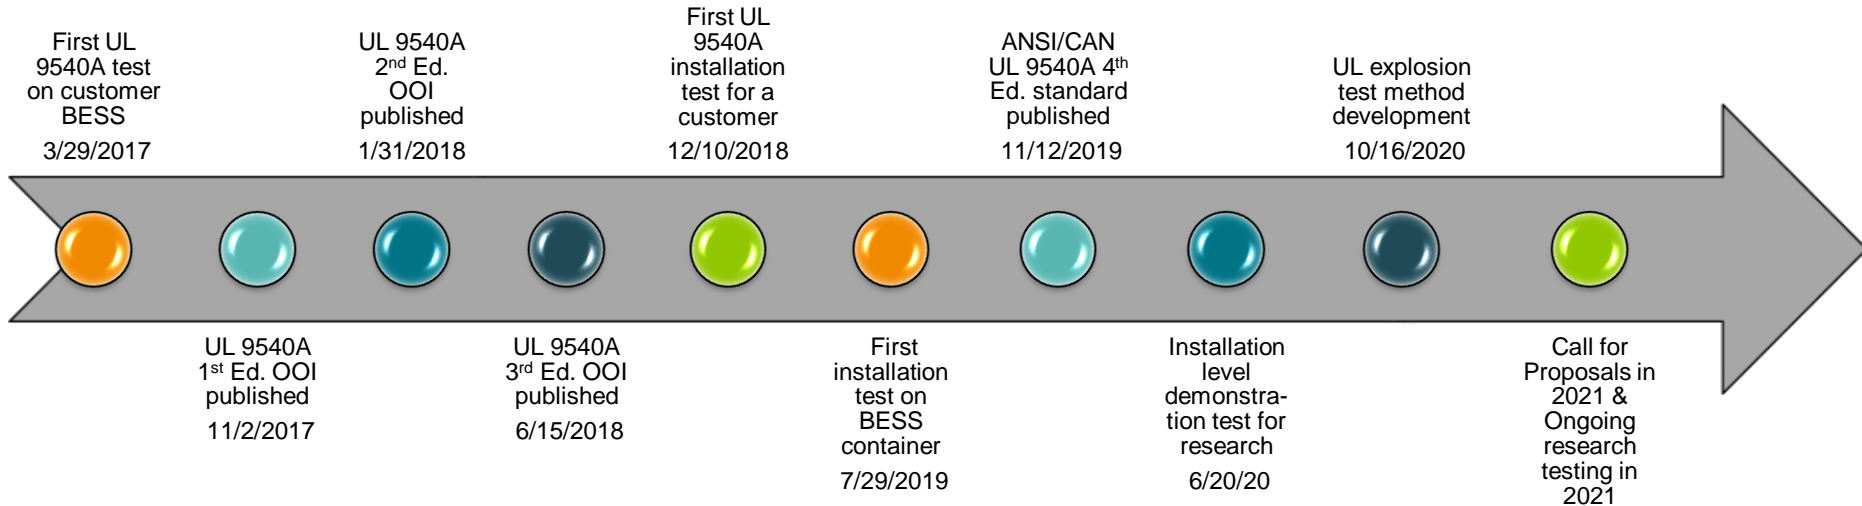 First UL
9540A test
on customer
BESS
3/29/2017
UL 9540A
1st Ed. OOI
published
11/2/2017
UL 9540A
2nd Ed.
OOI
published
1/31/2018
UL 9540A
3rd Ed. OOI
published
6/15/2018
First UL
9540A
installation
test for a
customer
12/10/2018
First
installation
test on
BESS
container
7/29/2019
ANSI/CAN
UL 9540A 4th
Ed. standard
published
11/12/2019
Installation
level
demonstra-
tion test for
research
6/20/20
UL explosion
test method
development
10/16/2020
Call for
Proposals in
2021 &
Ongoing
research
testing in
2021